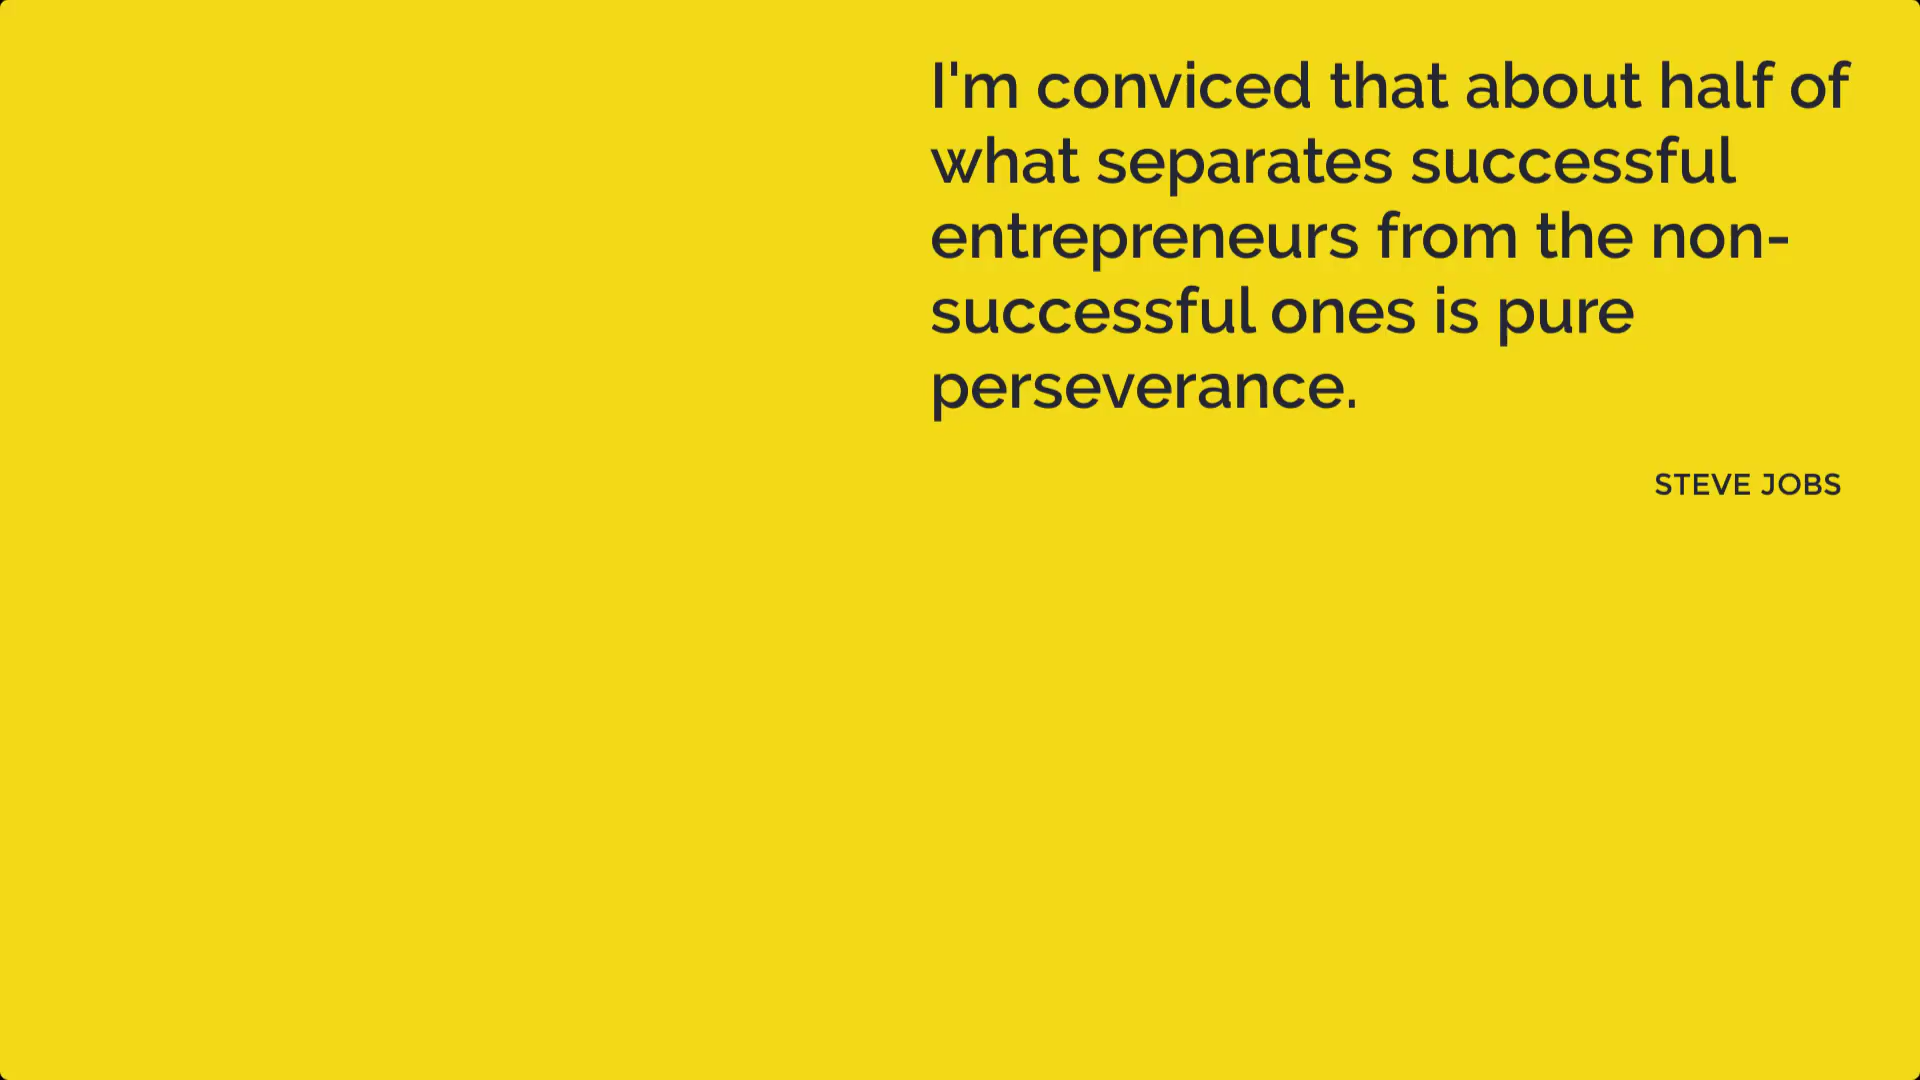 I'm conviced that about half of
what separates successful
entrepreneurs from the non-
successful ones is pure
perseverance.
STEVE JOBS